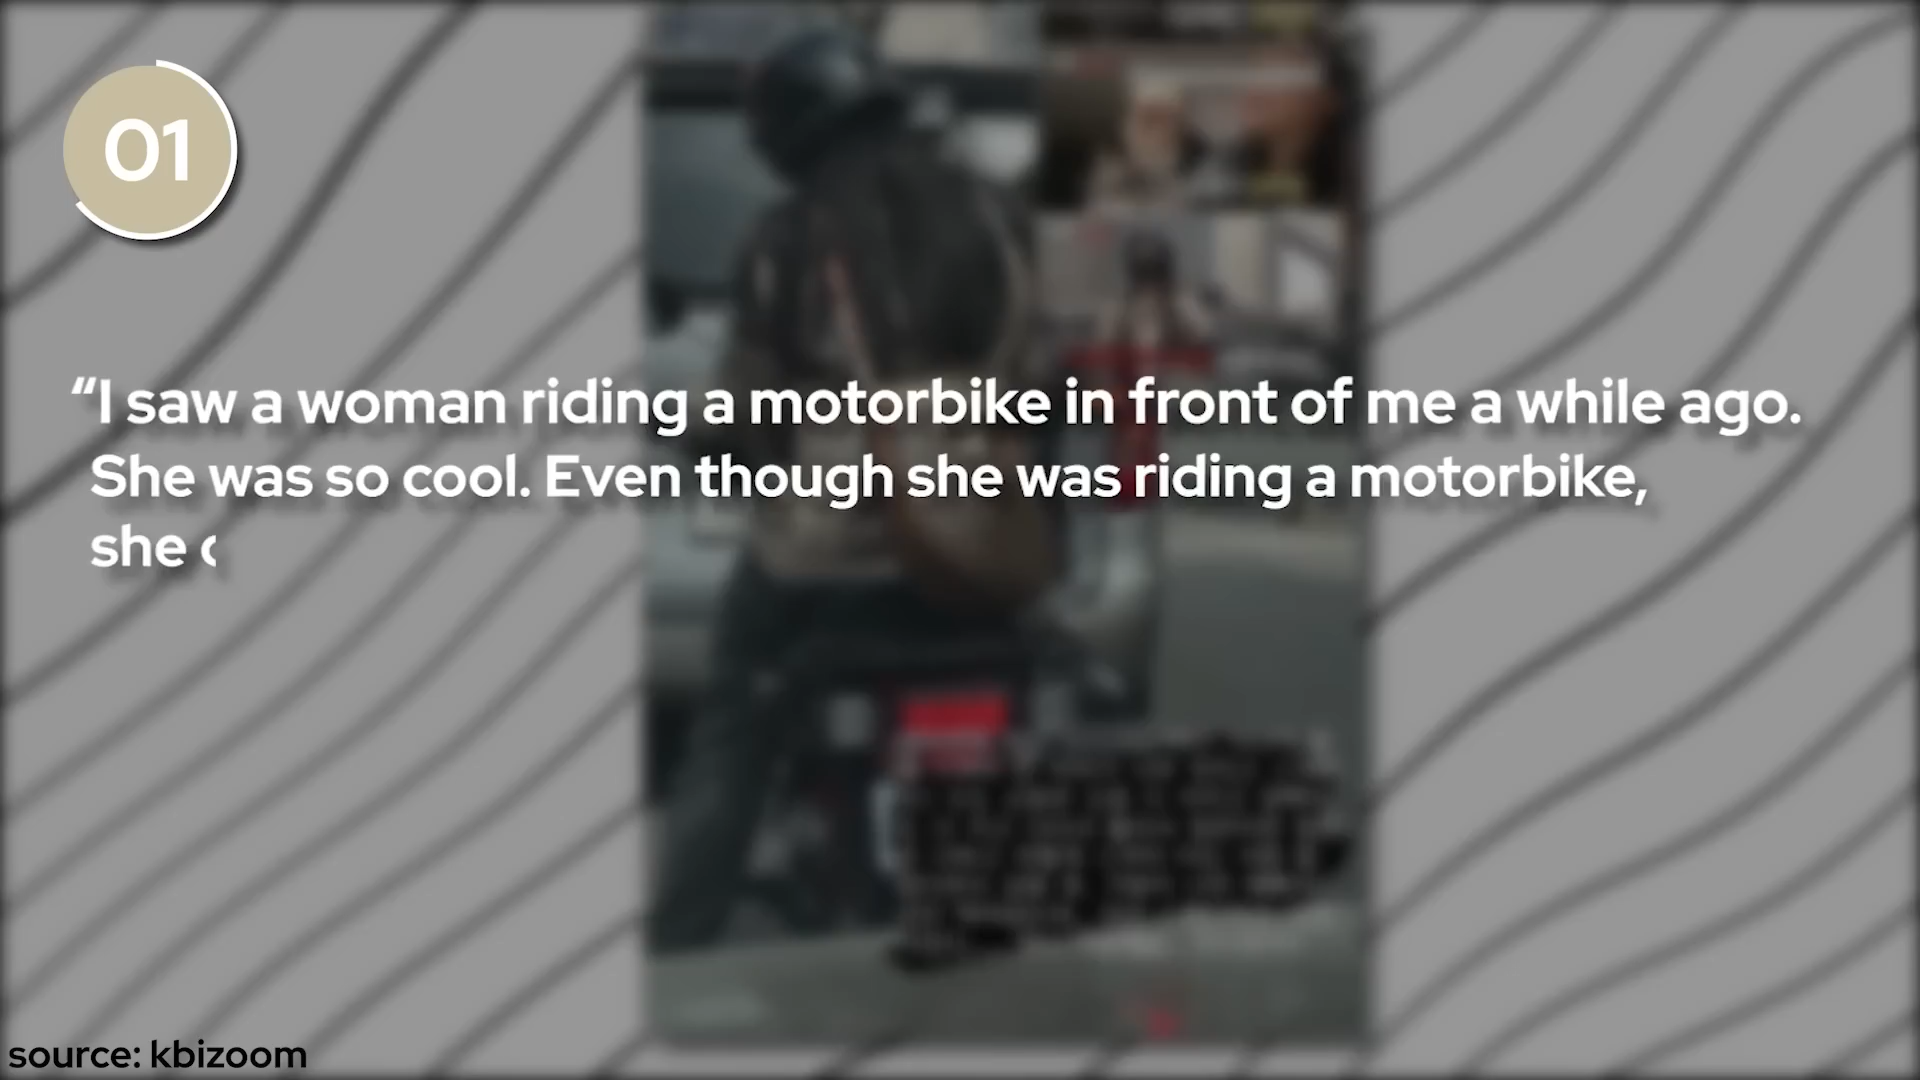 01
“I saw a woman riding a motorbike in front of me a while ago.
She was so cool. Even though she was riding a motorbike,
she
source: kbizoom